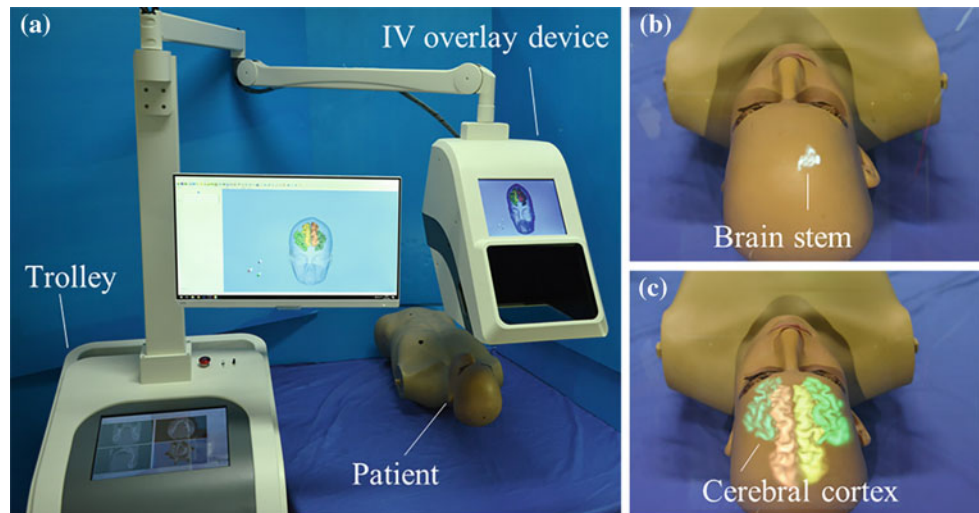 (a)
IV overlay device
Trolley
Patient
(b)
Brain stem
(c)
Cerebral cortex